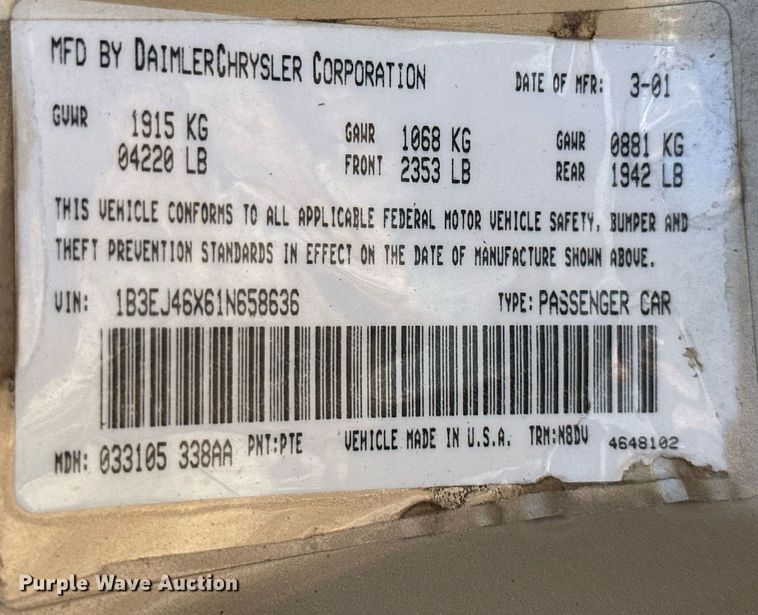 MFD BY DAIMLERCHRYSLER CORPORATION DATE OF MFR: 3-01
GVWR 1915 KG GAWR 1068 KG GAWR 0881 KG
04220 LB FRONT 2353 LB REAR 1942 LB
THIS VEHICLE CONFORMS TO ALL APPLICABLE FEDERAL MOTOR VEHICLE SAFETY, BUMPER AND
THEFT PREVENTION STANDARDS IN EFFECT ON THE DATE OF MANUFACTURE SHOWN ABOVE.
VIN: 1B3EJ46X61N658636 TYPE: PASSENGER CAR
MDH: 033105 338AA PNT:PTE VEHICLE MADE IN U.S.A. TRM:N8DV 4648102
Purple Wave Auction